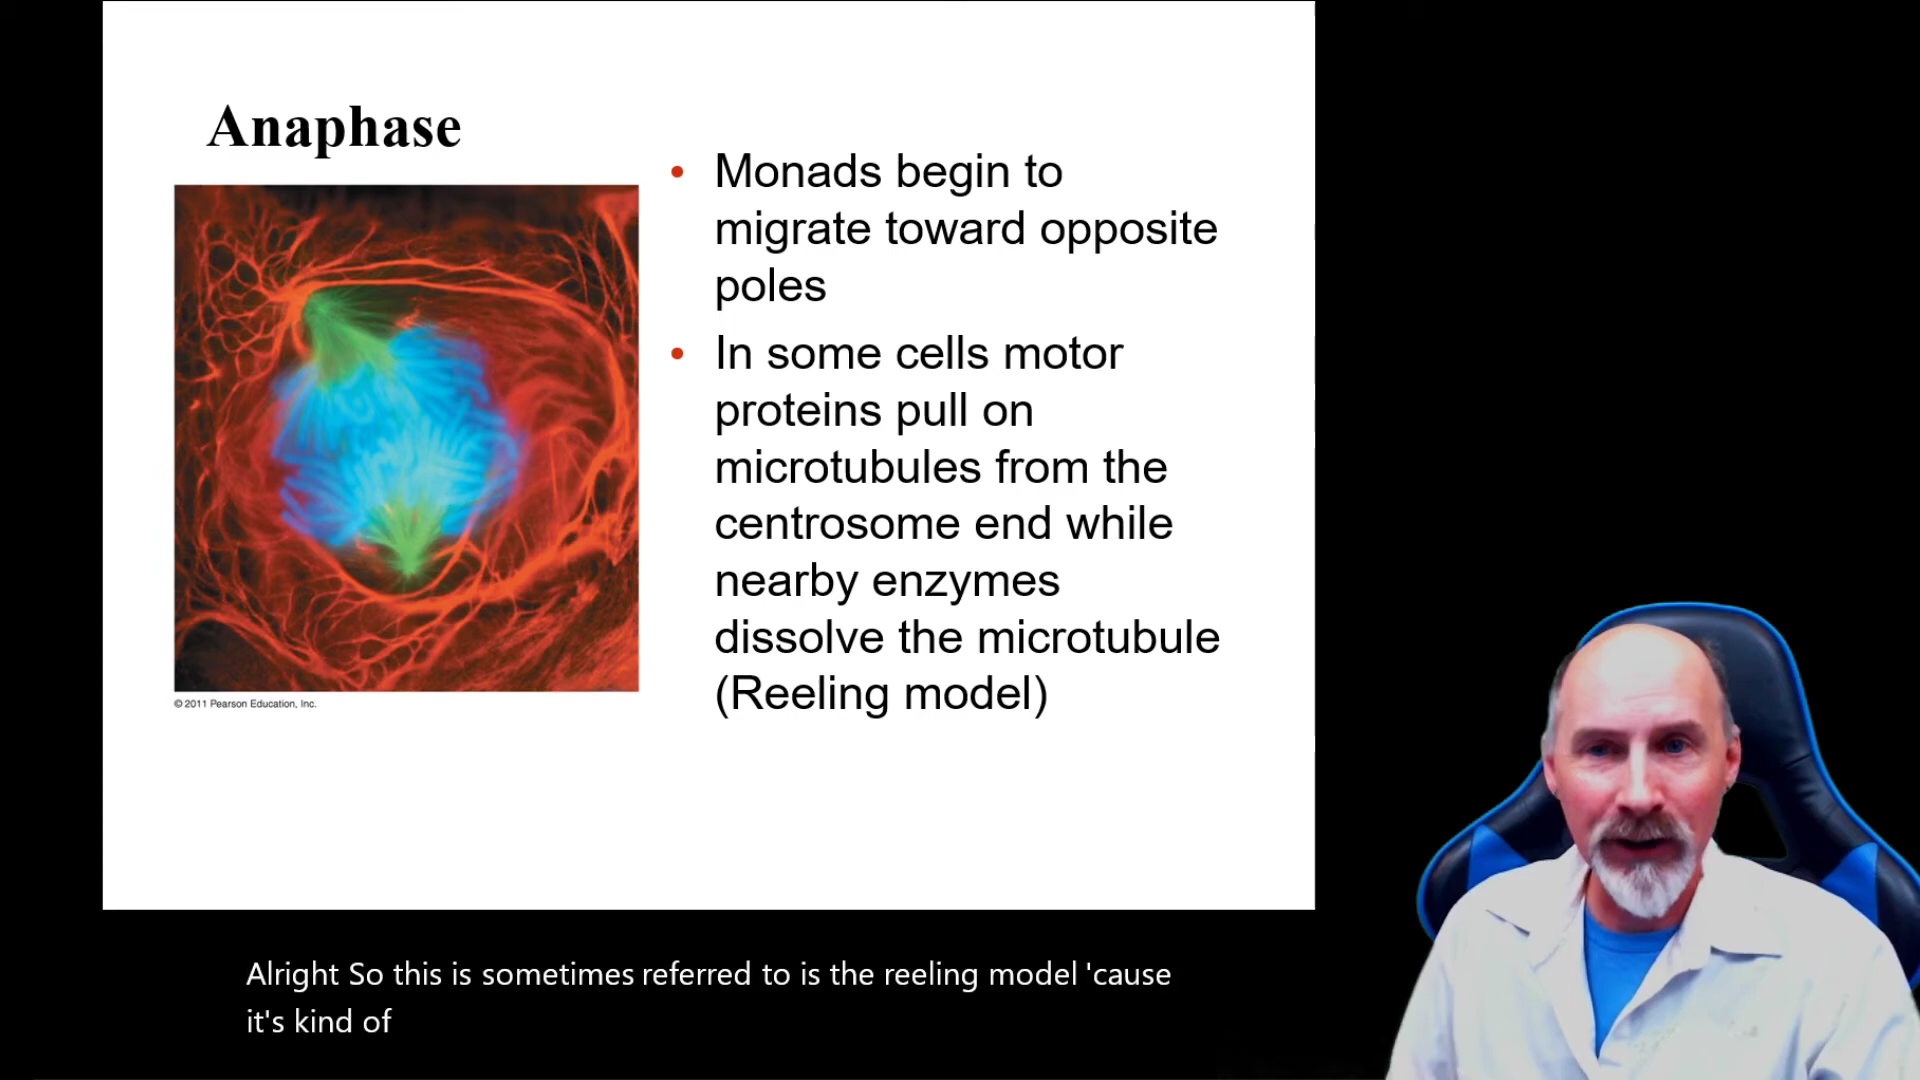 Anaphase
• Monads begin to
migrate toward opposite
poles
• In some cells motor
proteins pull on
microtubules from the
centrosome end while
nearby enzymes
dissolve the microtubule
(Reeling model)
© 2011 Pearson Education, Inc.
Alright So this is sometimes referred to is the reeling model 'cause
it's kind of